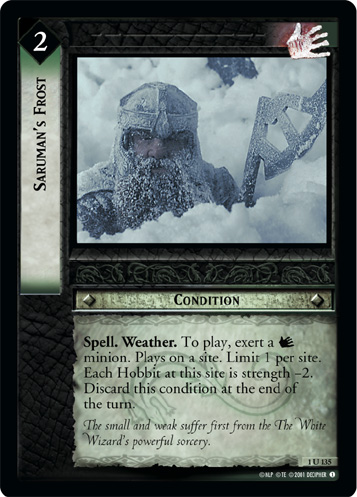 2
SARUMAN'S FROST
CONDITION
Spell. Weather. To play, exert a
minion. Plays on a site. Limit 1 per site.
Each Hobbit at this site is strength –2.
Discard this condition at the end of
the turn.
The small and weak suffer first from the The White
Wizard's powerful sorcery.
1 U 135
©NLP ©TE ©2001 DECIPHER